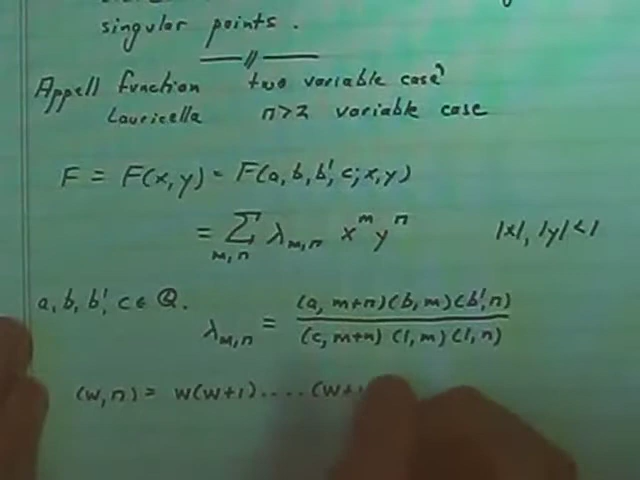 singular points.
Appell function two variable case
Lauricella n>2 variable case
F = F(x,y) = F(a, b, b', c; x, y)
= Σ λ_{m,n} x^m y^n |x|, |y| < 1
m,n
a, b, b', c ∈ ℚ. λ_{m,n} = (a, m+n)(b, m)(b', n) / (c, m+n)(1, m)(1, n)
(w,n) = w(w+1)....(w+